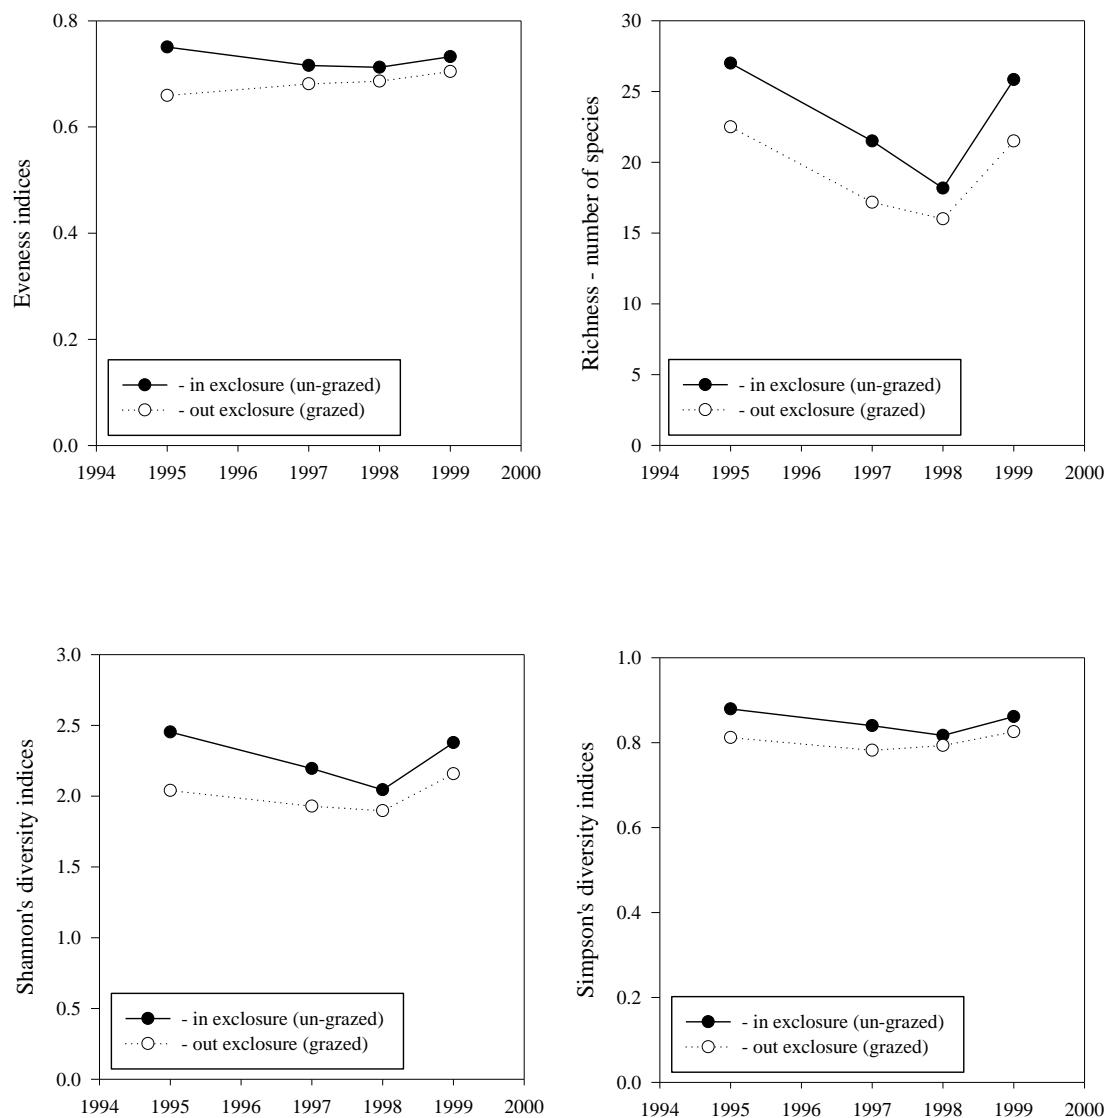 Eveness indices
0.8
0.6
0.4
0.2
0.0
- in exclosure (un-grazed)
- out exclosure (grazed)
1994 1995 1996 1997 1998 1999 2000
Richness - number of species
30
25
20
15
10
5
0
- in exclosure (un-grazed)
- out exclosure (grazed)
1994 1995 1996 1997 1998 1999 2000
Shannon's diversity indices
3.0
2.5
2.0
1.5
1.0
0.5
0.0
- in exclosure (un-grazed)
- out exclosure (grazed)
1994 1995 1996 1997 1998 1999 2000
Simpson's diversity indices
1.0
0.8
0.6
0.4
0.2
0.0
- in exclosure (un-grazed)
- out exclosure (grazed)
1994 1995 1996 1997 1998 1999 2000